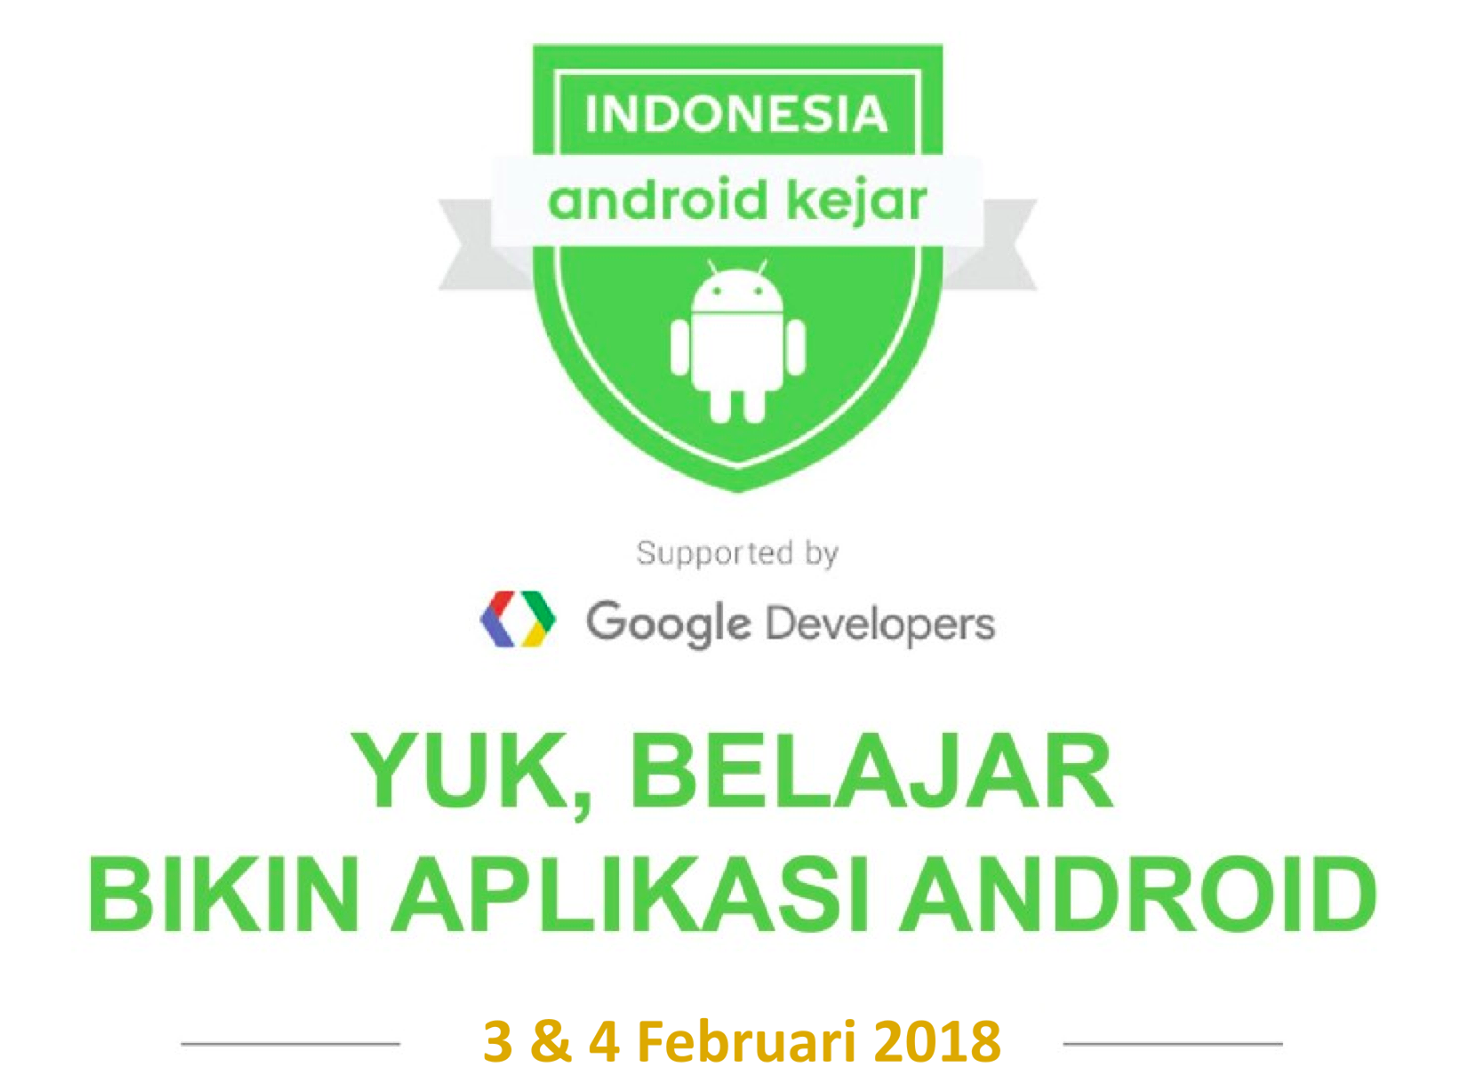 INDONESIA
android kejar
Supported by
Google Developers
YUK, BELAJAR
BIKIN APLIKASI ANDROID
3 & 4 Februari 2018